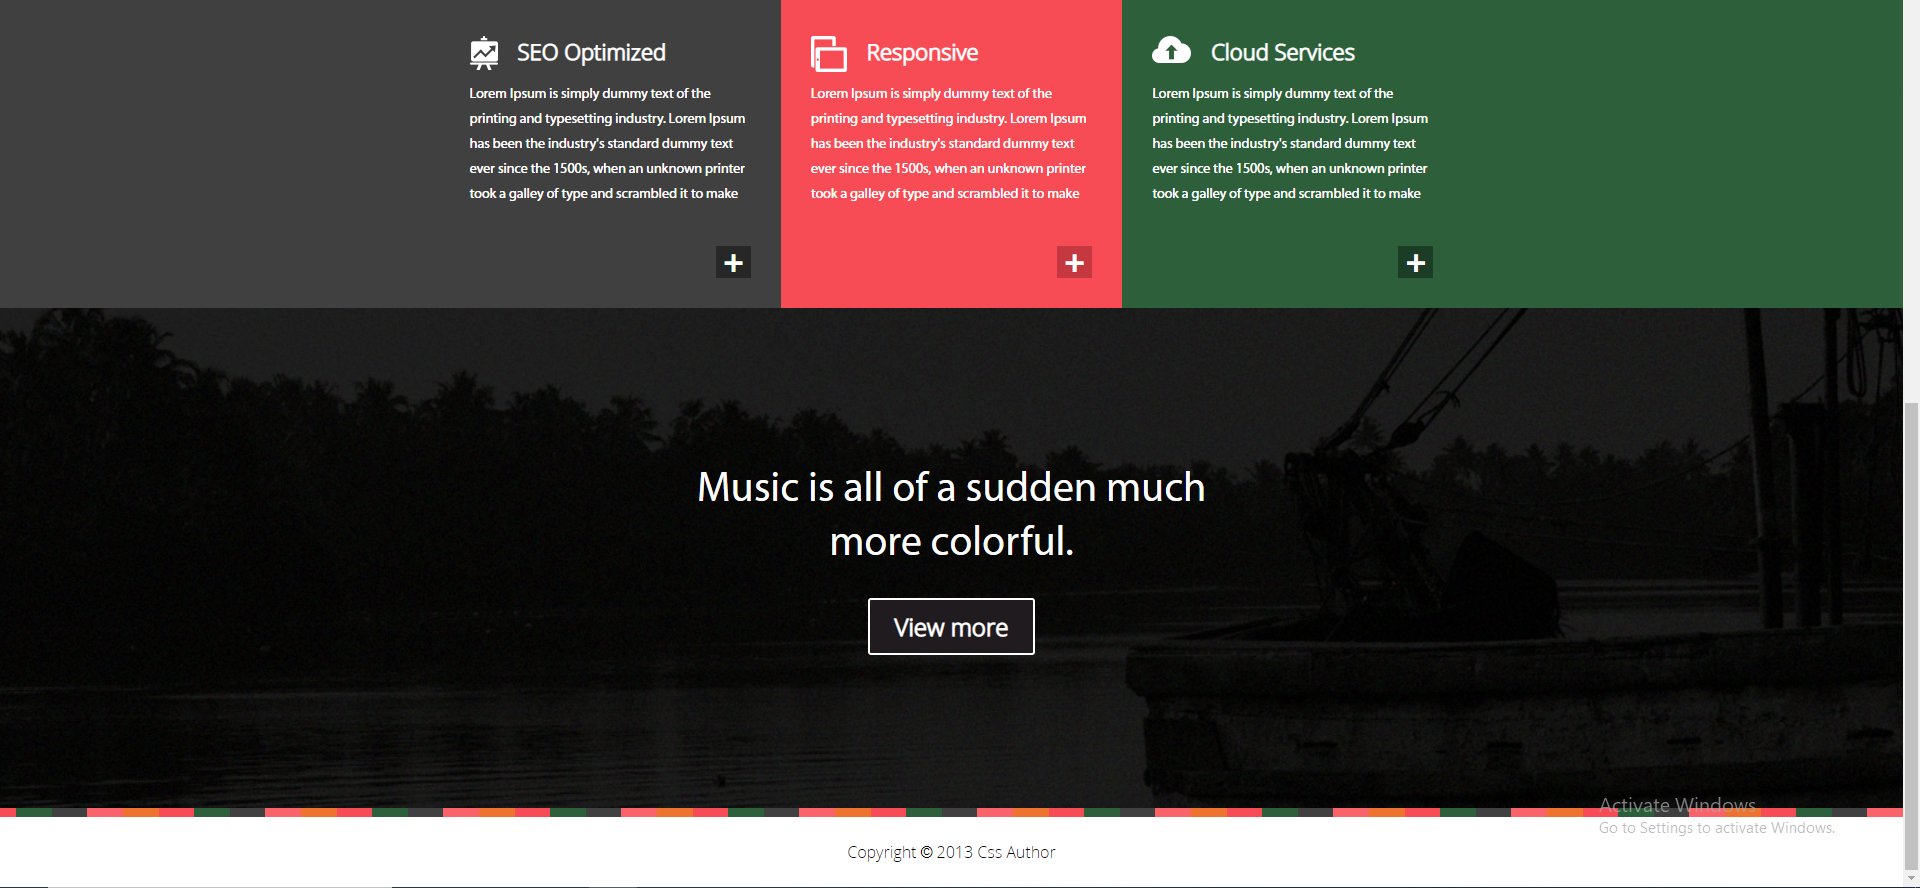 SEO Optimized
Lorem Ipsum is simply dummy text of the
printing and typesetting industry. Lorem Ipsum
has been the industry's standard dummy text
ever since the 1500s, when an unknown printer
took a galley of type and scrambled it to make
+
Responsive
Lorem Ipsum is simply dummy text of the
printing and typesetting industry. Lorem Ipsum
has been the industry's standard dummy text
ever since the 1500s, when an unknown printer
took a galley of type and scrambled it to make
+
Cloud Services
Lorem Ipsum is simply dummy text of the
printing and typesetting industry. Lorem Ipsum
has been the industry's standard dummy text
ever since the 1500s, when an unknown printer
took a galley of type and scrambled it to make
+
Music is all of a sudden much
more colorful.
View more
Activate Windows
Go to Settings to activate Windows.
Copyright © 2013 Css Author